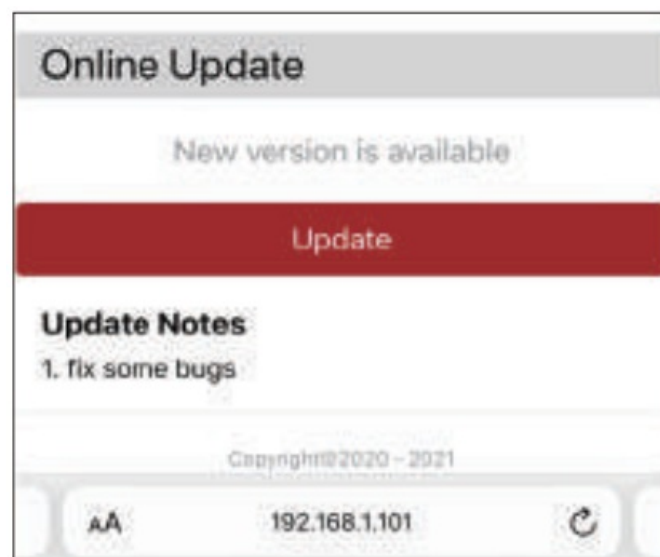 Online Update
New version is available
Update
Update Notes
1. fix some bugs
Copyright©2020 - 2021
AA 192.168.1.101